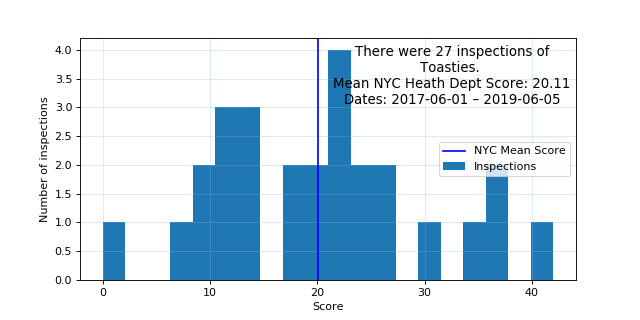 There were 27 inspections of
Toasties.
Mean NYC Heath Dept Score: 20.11
Dates: 2017-06-01 – 2019-06-05
NYC Mean Score
Inspections
Number of inspections
4.0
3.5
3.0
2.5
2.0
1.5
1.0
0.5
0.0
0 10 20 30 40
Score